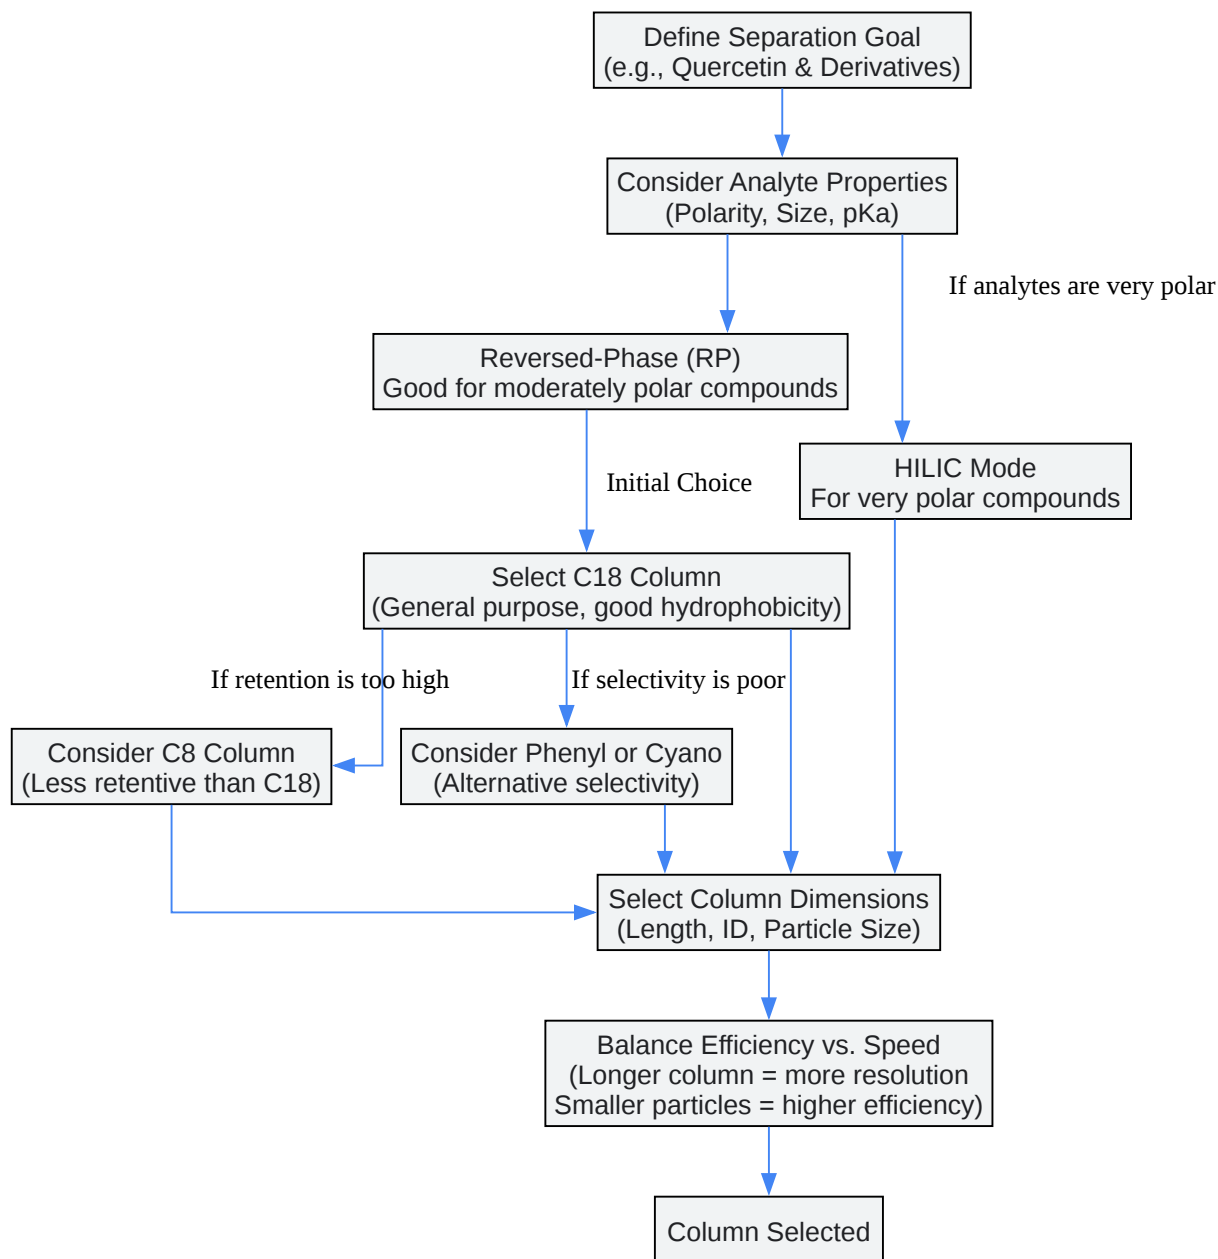 Define Separation Goal
(e.g., Quercetin & Derivatives)
Consider Analyte Properties
(Polarity, Size, pKa)
If analytes are very polar
Reversed-Phase (RP)
Good for moderately polar compounds
HILIC Mode
For very polar compounds
Initial Choice
Select C18 Column
(General purpose, good hydrophobicity)
If retention is too high
If selectivity is poor
Consider C8 Column
(Less retentive than C18)
Consider Phenyl or Cyano
(Alternative selectivity)
Select Column Dimensions
(Length, ID, Particle Size)
Balance Efficiency vs. Speed
(Longer column = more resolution
Smaller particles = higher efficiency)
Column Selected